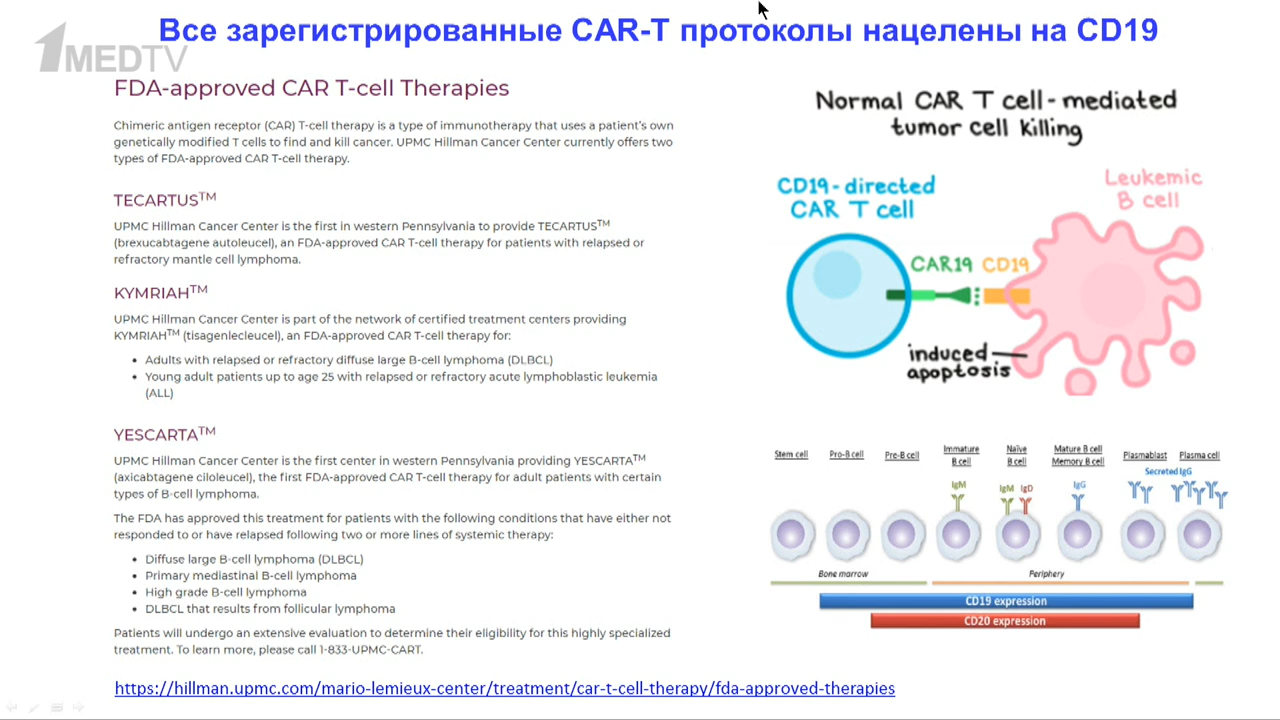 Все зарегистрированные CAR-T протоколы нацелены на CD19
1MEDTV
FDA-approved CAR T-cell Therapies
Chimeric antigen receptor (CAR) T-cell therapy is a type of immunotherapy that uses a patient's own
genetically modified T cells to find and kill cancer. UPMC Hillman Cancer Center currently offers two
types of FDA-approved CAR T-cell therapy.
TECARTUS™
UPMC Hillman Cancer Center is the first in western Pennsylvania to provide TECARTUS™
(brexucabtagene autoleucel), an FDA-approved CAR T-cell therapy for patients with relapsed or
refractory mantle cell lymphoma.
KYMRIAH™
UPMC Hillman Cancer Center is part of the network of certified treatment centers providing
KYMRIAH™ (tisagenlecleucel), an FDA-approved CAR T-cell therapy for:
• Adults with relapsed or refractory diffuse large B-cell lymphoma (DLBCL)
• Young adult patients up to age 25 with relapsed or refractory acute lymphoblastic leukemia
(ALL)
YESCARTA™
UPMC Hillman Cancer Center is the first center in western Pennsylvania providing YESCARTA™
(axicabtagene ciloleucel), the first FDA-approved CAR T-cell therapy for adult patients with certain
types of B-cell lymphoma.
The FDA has approved this treatment for patients with the following conditions that have either not
responded to or have relapsed following two or more lines of systemic therapy:
• Diffuse large B-cell lymphoma (DLBCL)
• Primary mediastinal B-cell lymphoma
• High grade B-cell lymphoma
• DLBCL that results from follicular lymphoma
Patients will undergo an extensive evaluation to determine their eligibility for this highly specialized
treatment. To learn more, please call 1-833-UPMC-CART.
https://hillman.upmc.com/mario-lemieux-center/treatment/car-t-cell-therapy/fda-approved-therapies
Normal CAR T cell-mediated
tumor cell killing
CD19-directed
CAR T cell
Leukemic
B cell
CAR19 CD19
induced
apoptosis
Stem cell
Pro-B cell
Pre-B cell
Immature
B cell
Naïve
B cell
Mature B cell
Memory B cell
Plasmablast
Plasma cell
Secreted IgG
IgM
IgM IgD
IgG
Bone marrow
Periphery
CD19 expression
CD20 expression